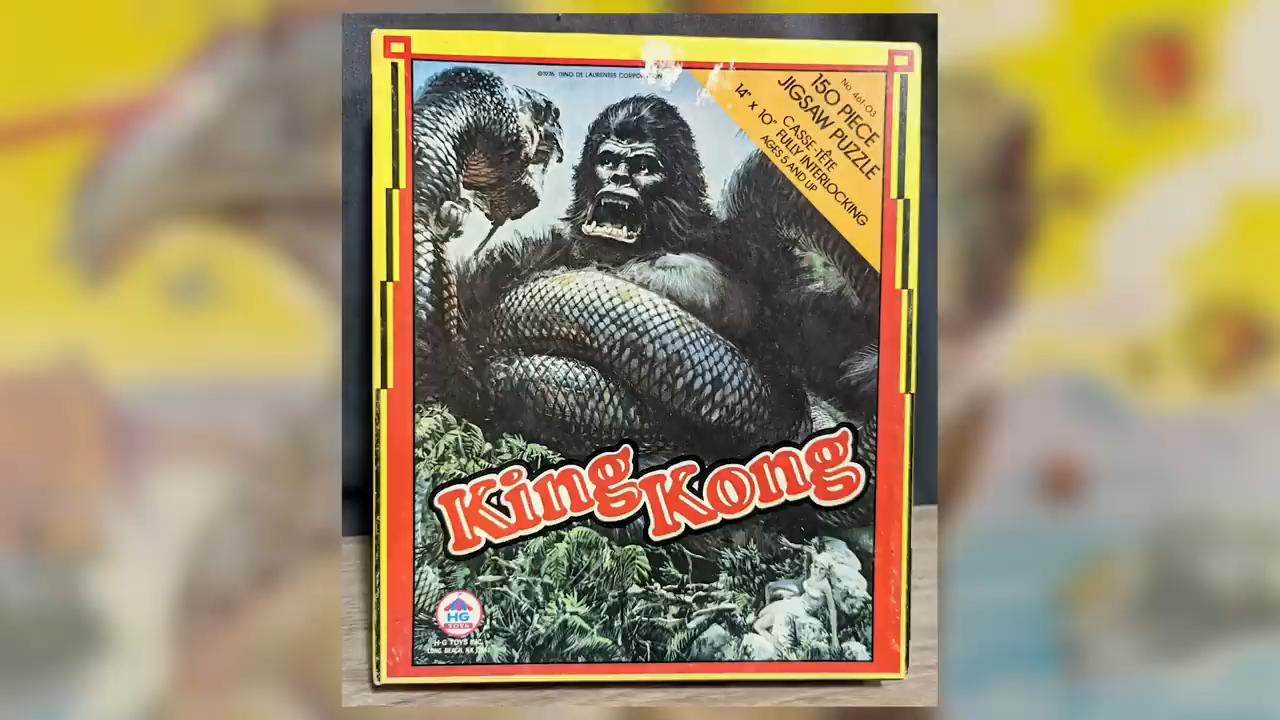 ©1976 DINO DE LAURENTIIS CORPORATION
No 461-03
150 PIECE
JIGSAW PUZZLE
14" x 10"
CASSE-TÊTE
FULLY INTERLOCKING
AGES 5 AND UP
King Kong
HG
TOYS
H-G TOYS INC.
LONG BEACH, N.Y.